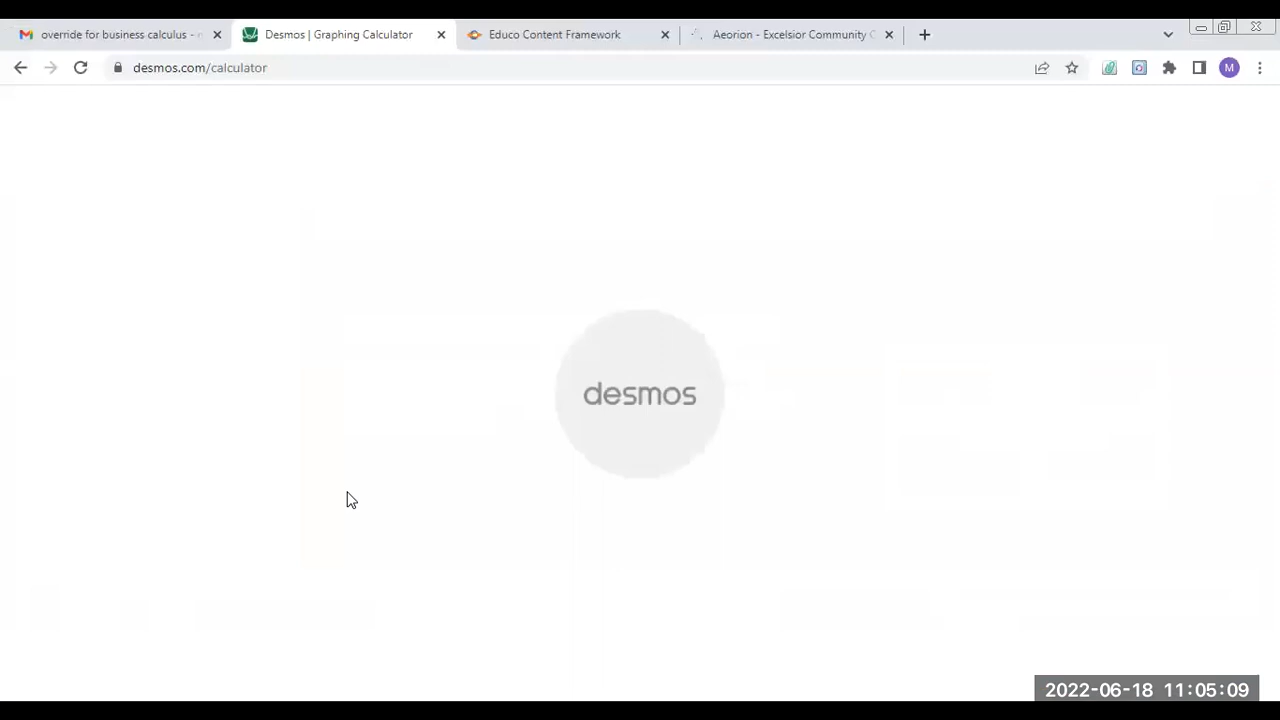 override for business calculus -
Desmos | Graphing Calculator
Educo Content Framework
Aeorion - Excelsior Community C
desmos.com/calculator
M
desmos
2022-06-18 11:05:09